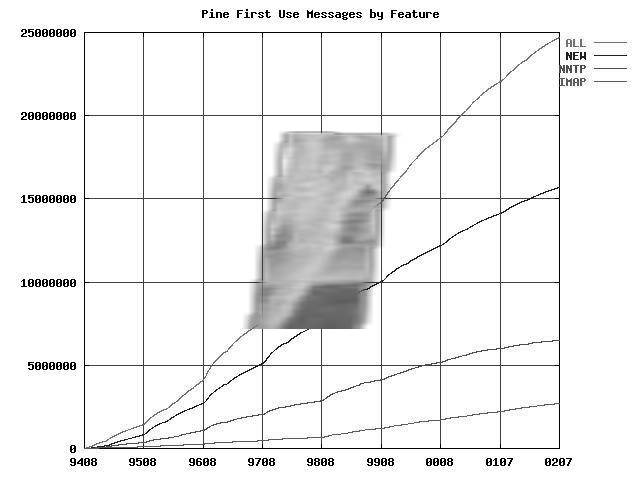 Pine First Use Messages by Feature
25000000
20000000
15000000
10000000
5000000
0
9408 9508 9608 9708 9808 9908 0008 0107 0207
ALL
NEW
NNTP
IMAP